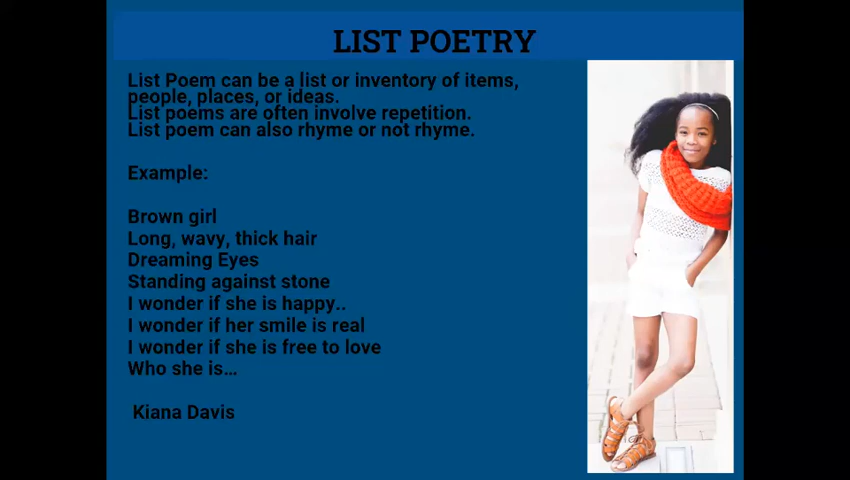 LIST POETRY
List Poem can be a list or inventory of items,
people, places, or ideas.
List poems are often involve repetition.
List poem can also rhyme or not rhyme.
Example:
Brown girl
Long, wavy, thick hair
Dreaming Eyes
Standing against stone
I wonder if she is happy..
I wonder if her smile is real
I wonder if she is free to love
Who she is…
Kiana Davis